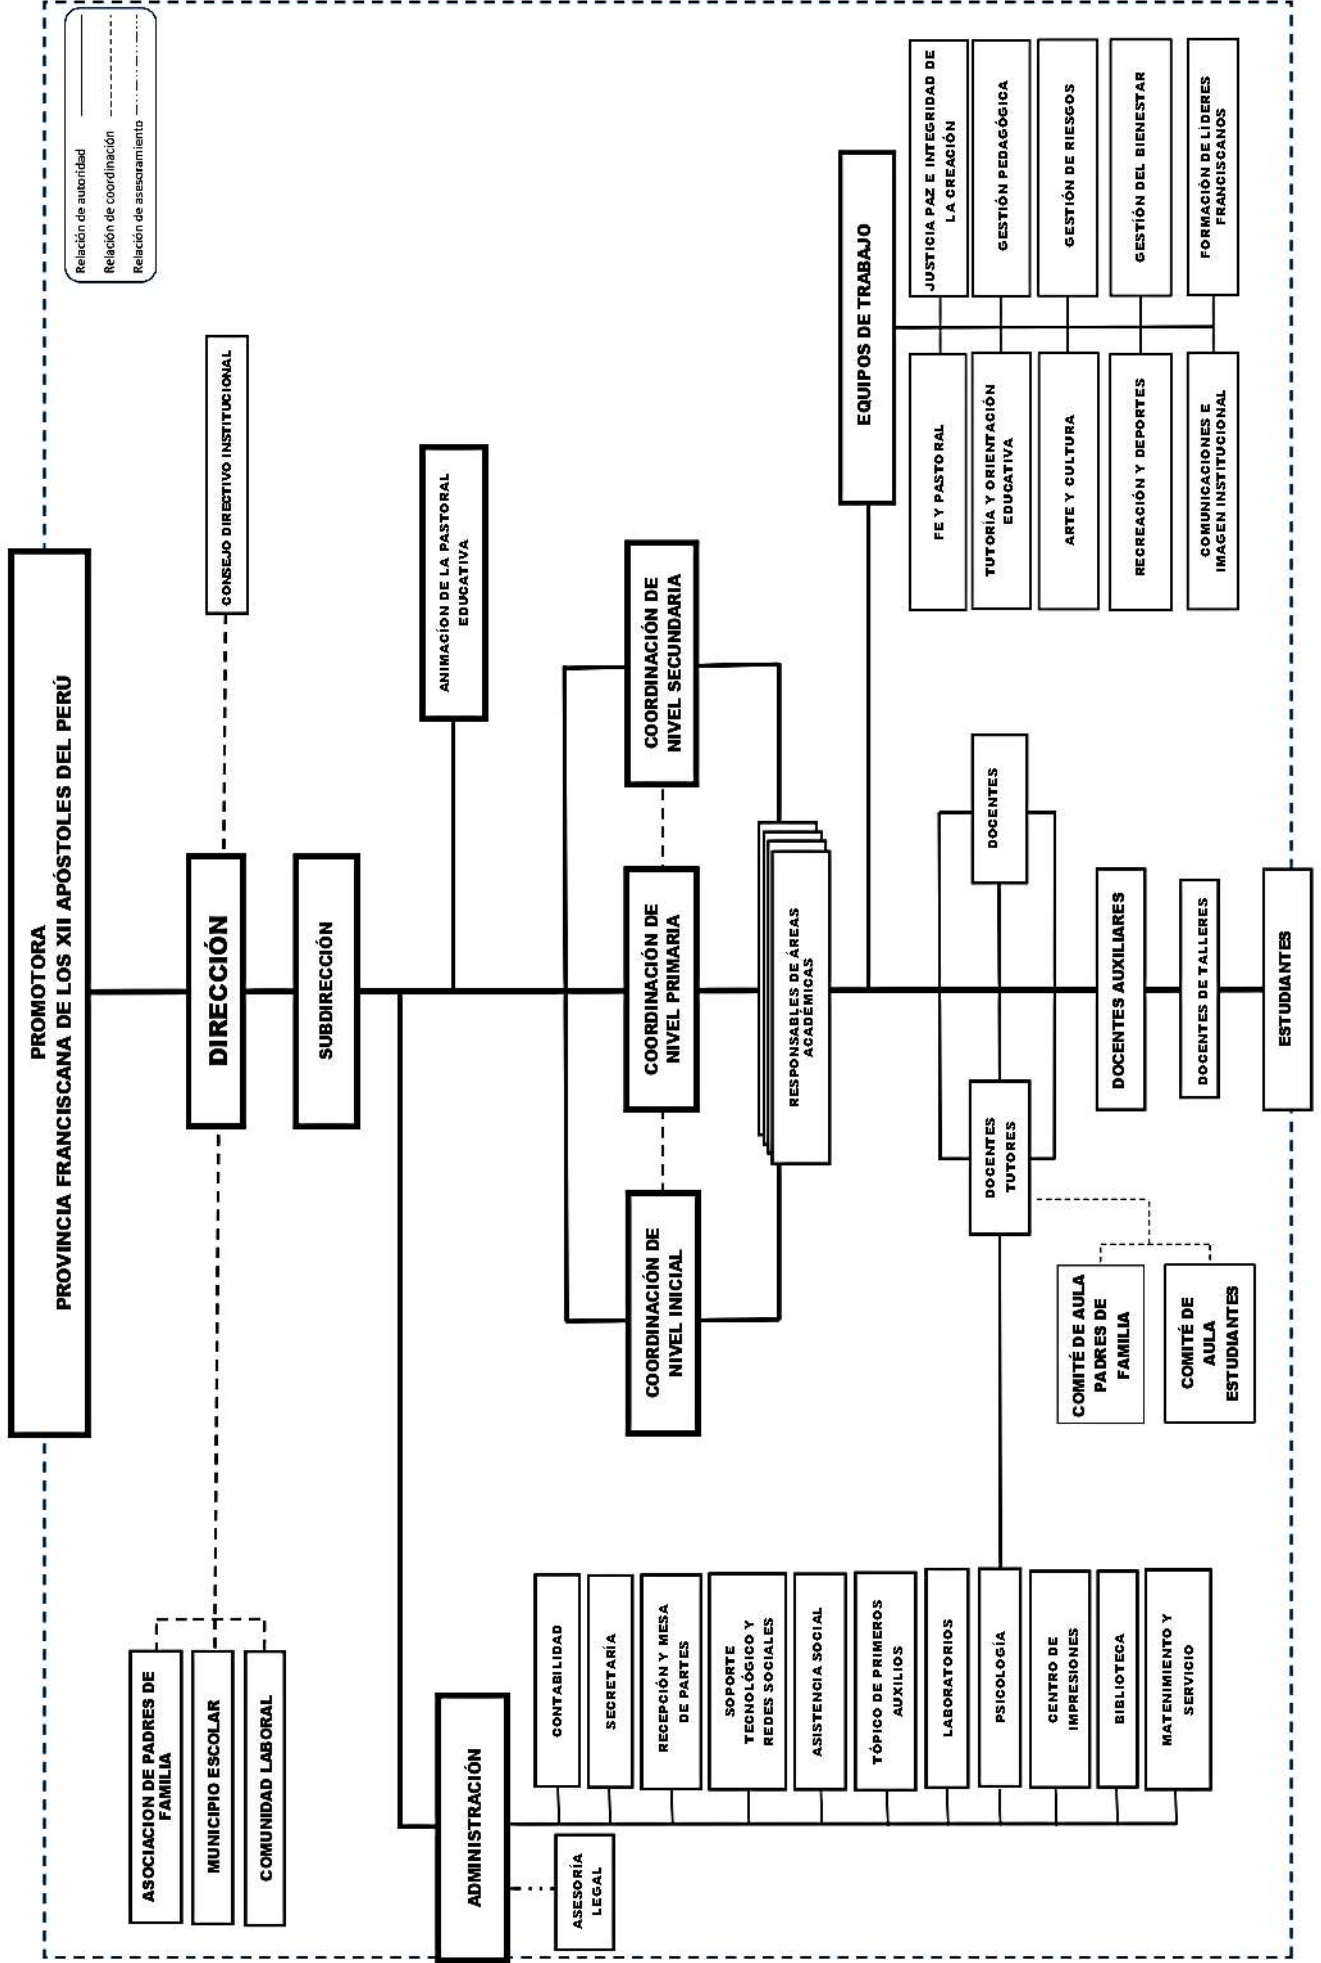 PROMOTORA
PROVINCIA FRANCISCANA DE LOS XII APÓSTOLES DEL PERÚ
Relación de autoridad
Relación de coordinación
Relación de asesoramiento
ASOCIACION DE PADRES DE
FAMILIA
MUNICIPIO ESCOLAR
COMUNIDAD LABORAL
DIRECCIÓN
CONSEJO DIRECTIVO INSTITUCIONAL
SUBDIRECCIÓN
ANIMACÍON DE LA PASTORAL
EDUCATIVA
ADMINISTRACIÓN
ASESORÍA
LEGAL
CONTABILIDAD
SECRETARÍA
RECEPCIÓN Y MESA
DE PARTES
SOPORTE
TECNOLÓGICO Y
REDES SOCIALES
ASISTENCIA SOCIAL
TÓPICO DE PRIMEROS
AUXILIOS
LABORATORIOS
PSICOLOGÍA
CENTRO DE
IMPRESIONES
BIBLIOTECA
MATENIMIENTO Y
SERVICIO
COORDINACIÓN DE
NIVEL INICIAL
COORDINACIÓN DE
NIVEL PRIMARIA
COORDINACIÓN DE
NIVEL SECUNDARIA
RESPONSABLES DE ÁREAS
ACADÉMICAS
EQUIPOS DE TRABAJO
FE Y PASTORAL
JUSTICIA PAZ E INTEGRIDAD DE
LA CREACIÓN
TUTORÍA Y ORIENTACIÓN
EDUCATIVA
GESTIÓN PEDAGÓGICA
ARTE Y CULTURA
GESTIÓN DE RIESGOS
RECREACIÓN Y DEPORTES
GESTÍÓN DEL BIENESTAR
COMUNICACIONES E
IMAGEN INSTITUCIONAL
FORMACIÓN DE LÍDERES
FRANCISCANOS
DOCENTES
TUTORES
DOCENTES
COMITÉ DE AULA
PADRES DE
FAMILIA
COMITÉ DE
AULA
ESTUDIANTES
DOCENTES AUXILIARES
DOCENTES DE TALLERES
ESTUDIANTES